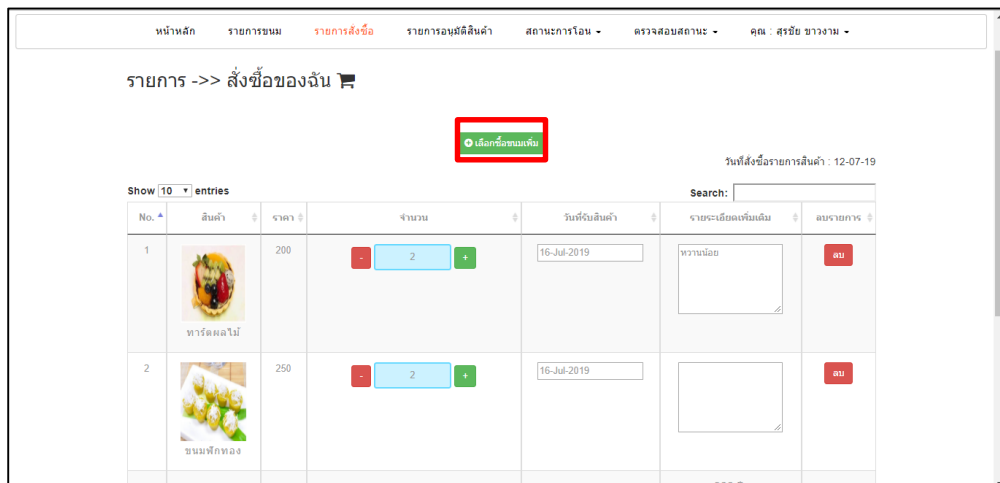 หน้าหลัก รายการขนม รายการสั่งซื้อ รายการอนุมัติสินค้า สถานะการโอน ตรวจสอบสถานะ คุณ : สุรชัย ขาวงาม
รายการ ->> สั่งซื้อของฉัน
เลือกซื้อขนมเพิ่ม
วันที่สั่งซื้อรายการสินค้า : 12-07-19
Show 10 entries Search:
No. สินค้า ราคา จำนวน วันที่รับสินค้า รายระเอียดเพิ่มเติม ลบรายการ
1 200 - 2 + 16-Jul-2019 หวานน้อย ลบ
ทาร์ตผลไม้
2 250 - 2 + 16-Jul-2019 ลบ
ขนมฟักทอง